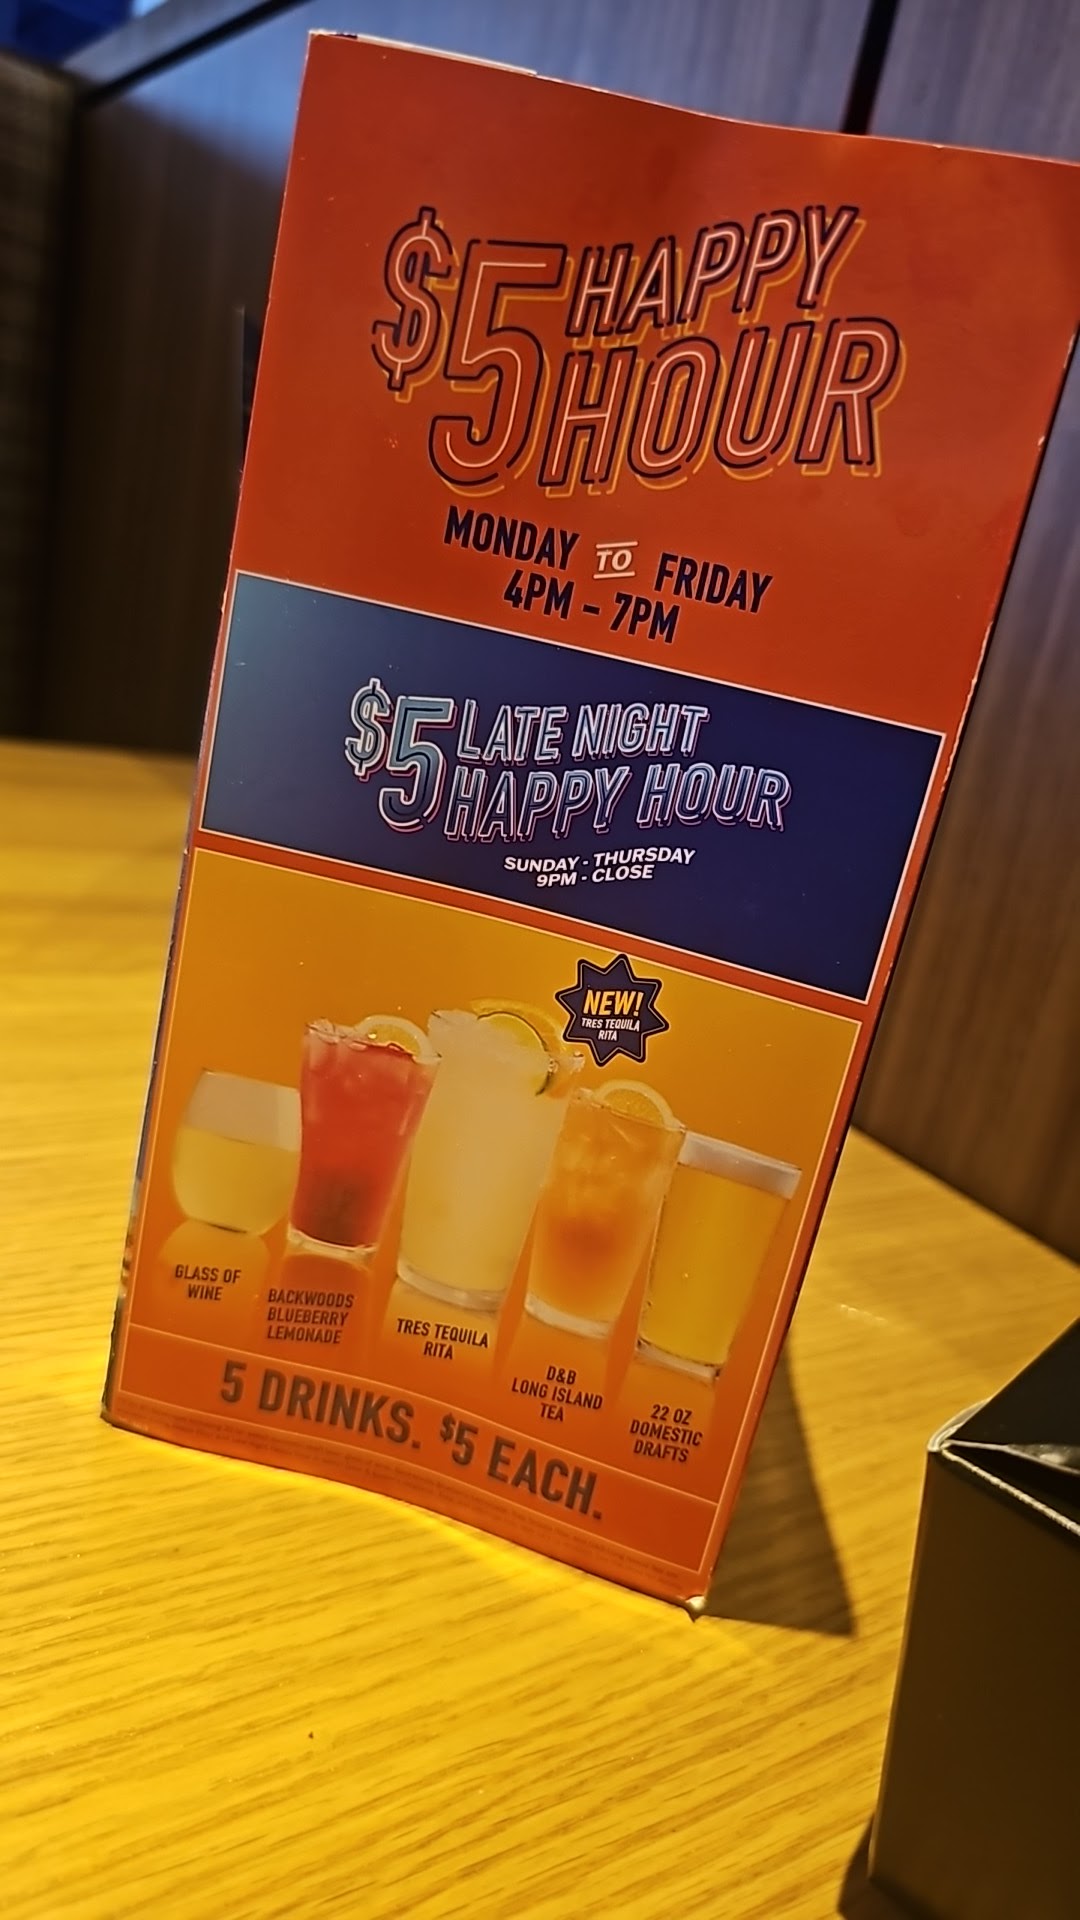 $5 HAPPY
HOUR
MONDAY TO FRIDAY
4PM - 7PM
$5 LATE NIGHT
HAPPY HOUR
SUNDAY - THURSDAY
9PM - CLOSE
NEW!
TRES TEQUILA
RITA
GLASS OF
WINE
BACKWOODS
BLUEBERRY
LEMONADE
TRES TEQUILA
RITA
D&B
LONG ISLAND
TEA
22 OZ
DOMESTIC
DRAFTS
5 DRINKS. $5 EACH.